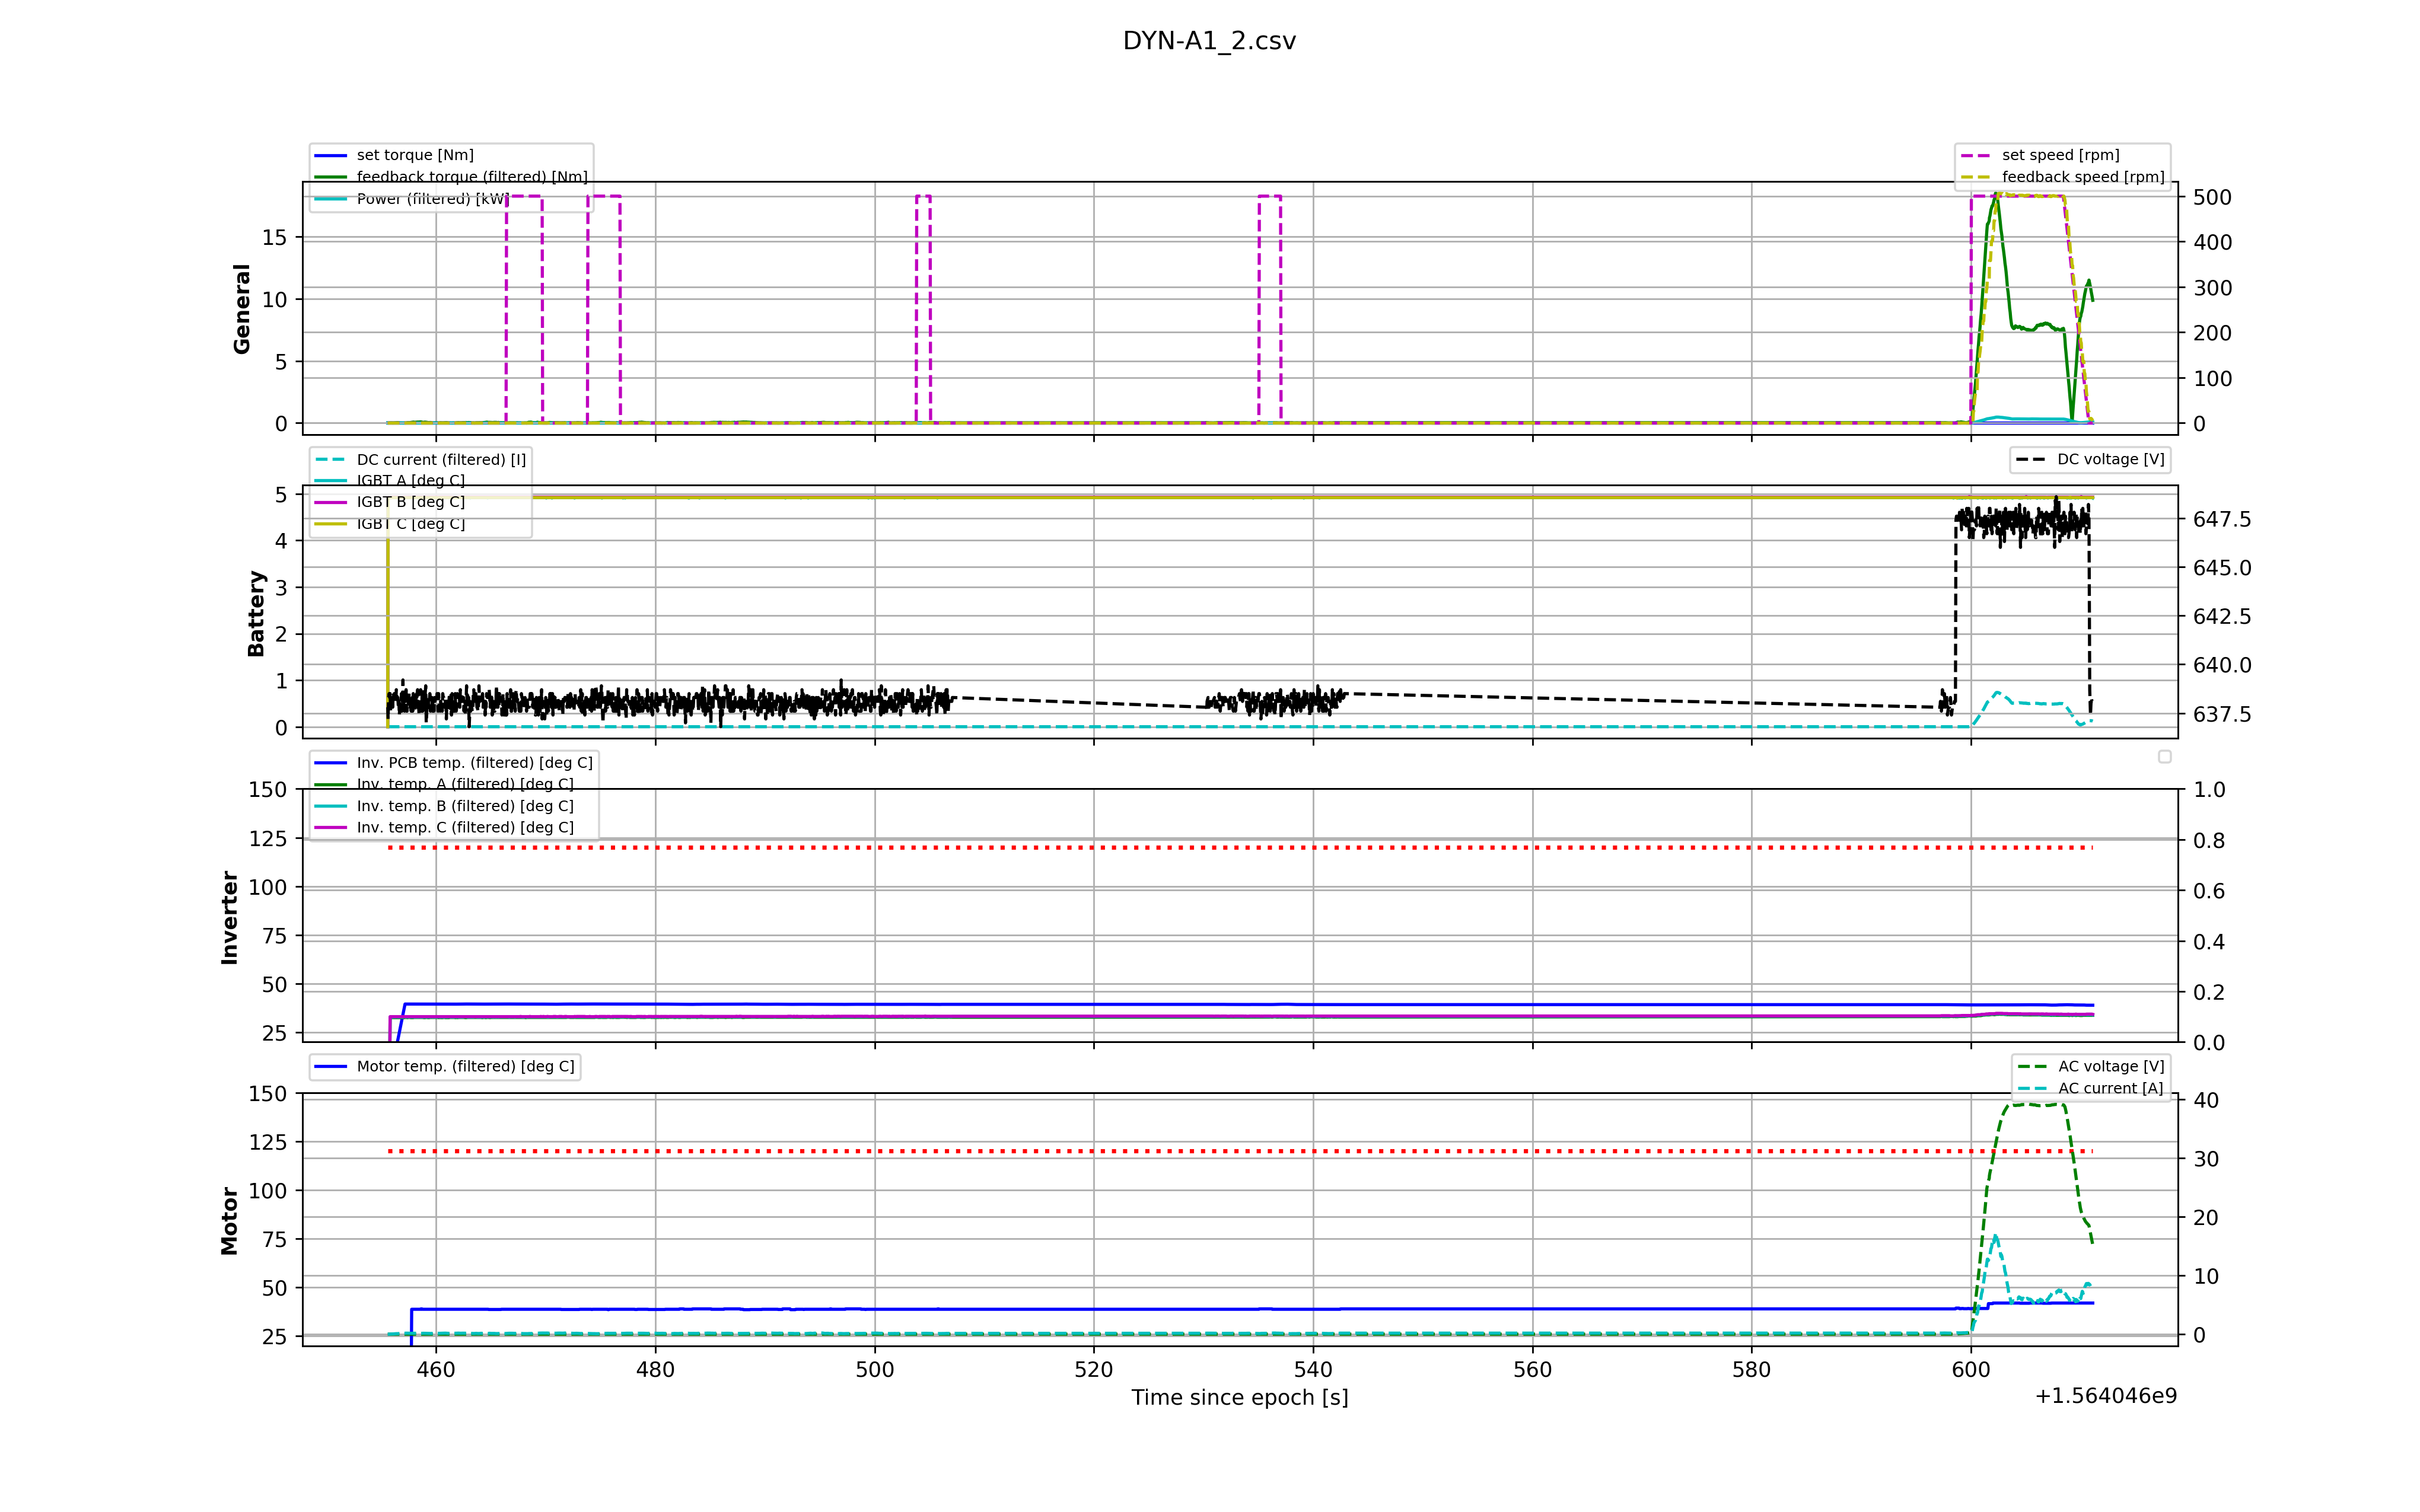 DYN-A1_2.csv
set torque [Nm]
feedback torque (filtered) [Nm]
Power (filtered) [kW]
set speed [rpm]
feedback speed [rpm]
General
15
10
5
0
500
400
300
200
100
0
DC current (filtered) [I]
IGBT A [deg C]
IGBT B [deg C]
IGBT C [deg C]
DC voltage [V]
Battery
5
4
3
2
1
0
647.5
645.0
642.5
640.0
637.5
Inv. PCB temp. (filtered) [deg C]
Inv. temp. A (filtered) [deg C]
Inv. temp. B (filtered) [deg C]
Inv. temp. C (filtered) [deg C]
Inverter
150
125
100
75
50
25
1.0
0.8
0.6
0.4
0.2
0.0
Motor temp. (filtered) [deg C]
AC voltage [V]
AC current [A]
Motor
150
125
100
75
50
25
40
30
20
10
0
460 480 500 520 540 560 580 600
Time since epoch [s]
+1.564046e9